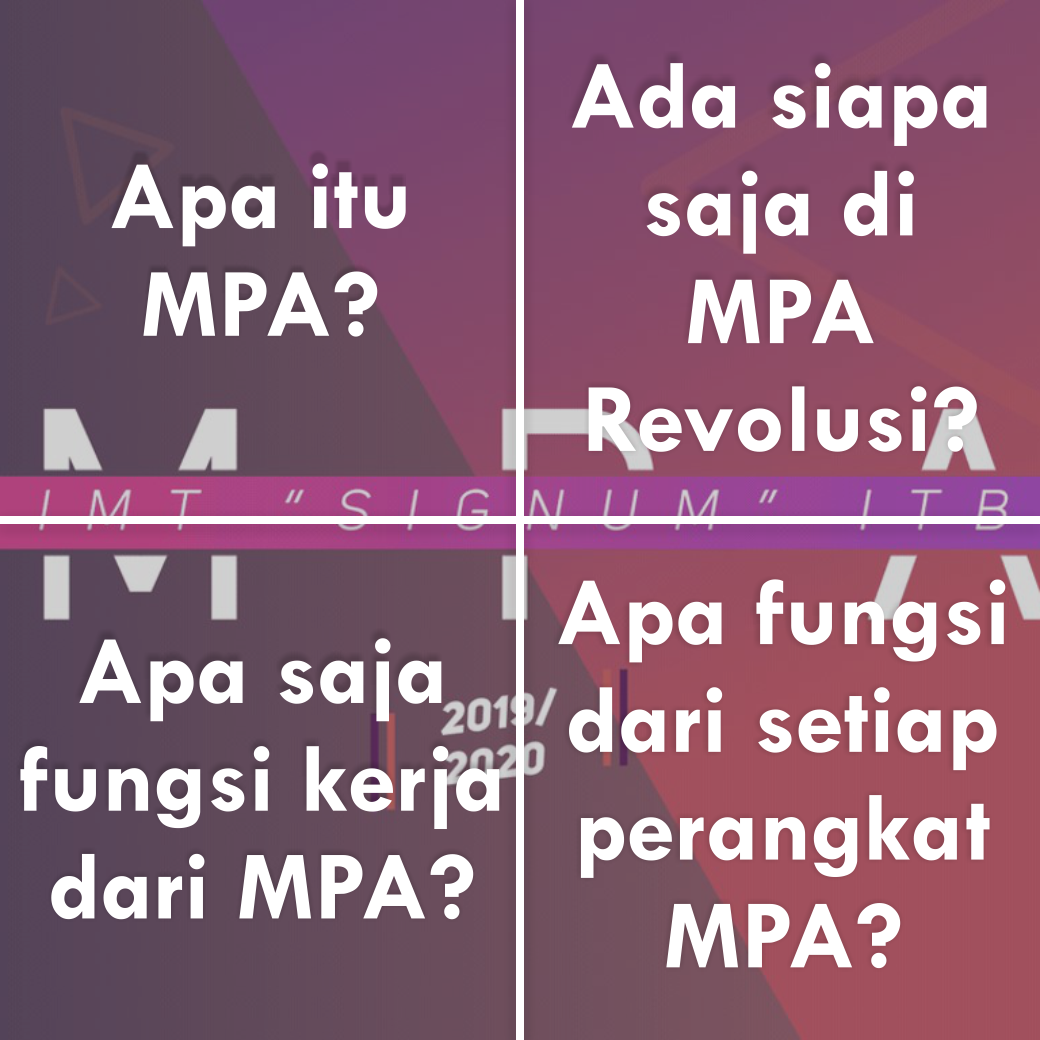 Apa itu
MPA?
Ada siapa
saja di
MPA
Revolusi?
M P A
IMT "SIGNUM" ITB
Apa saja
fungsi kerja
dari MPA?
2019/
2020
Apa fungsi
dari setiap
perangkat
MPA?